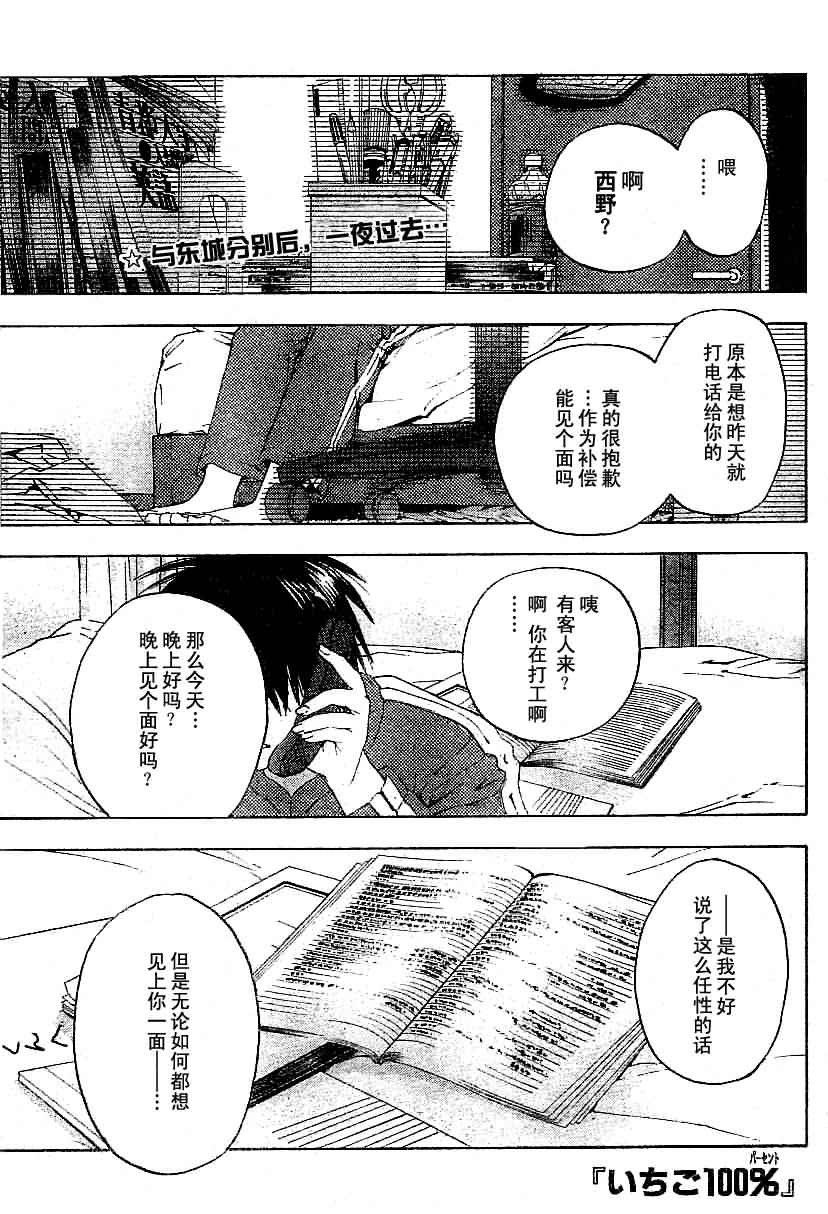 喂
……
啊
西野？
☆与东城分别后，一夜过去…
原本是想昨天就
打电话给你的
真的很抱歉
…作为补偿
能见个面吗
咦
有客人来？
啊 你在打工啊
……
那么今天…
晚上好吗？
晚上见个面好吗？
——是我不好
说了这么任性的话
但是无论如何都想
见上你一面——…
パーセント
『いちご100%』